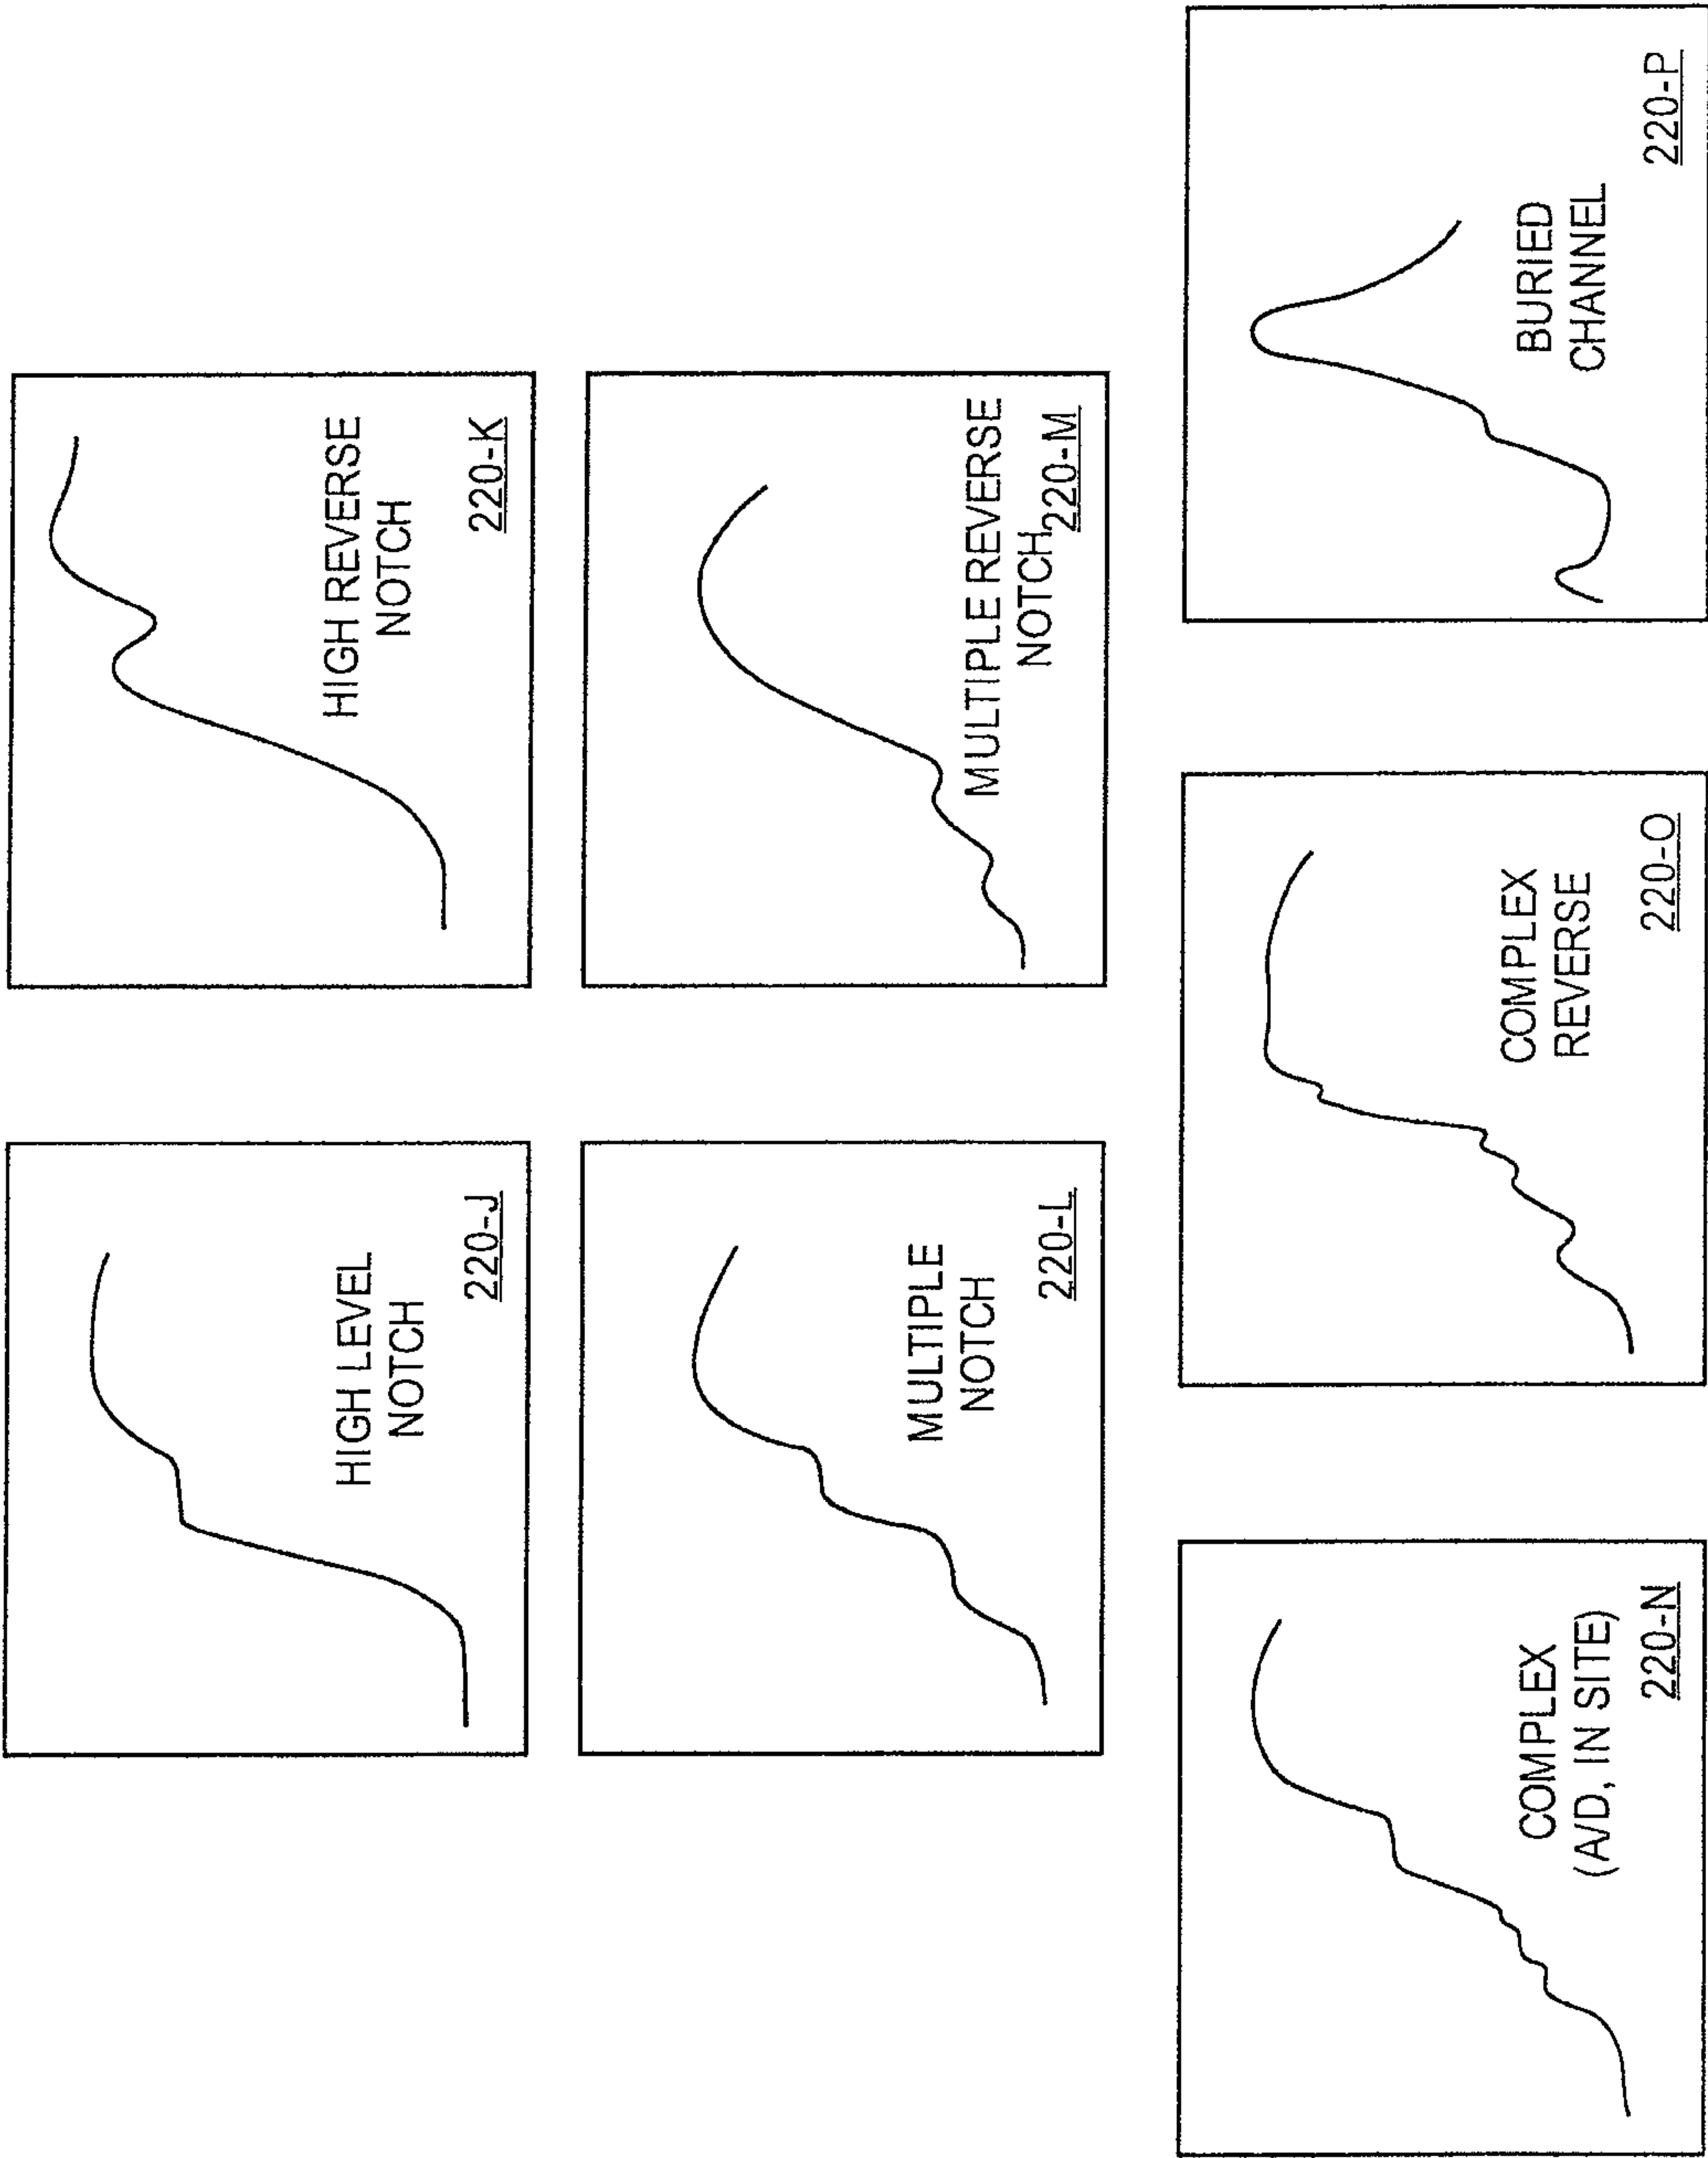 HIGH LEVEL
NOTCH
220-J
HIGH REVERSE
NOTCH
220-K
MULTIPLE
NOTCH
220-L
MULTIPLE REVERSE
NOTCH
220-M
COMPLEX
(A/D, IN SITE)
220-N
COMPLEX
REVERSE
220-O
BURIED
CHANNEL
220-P